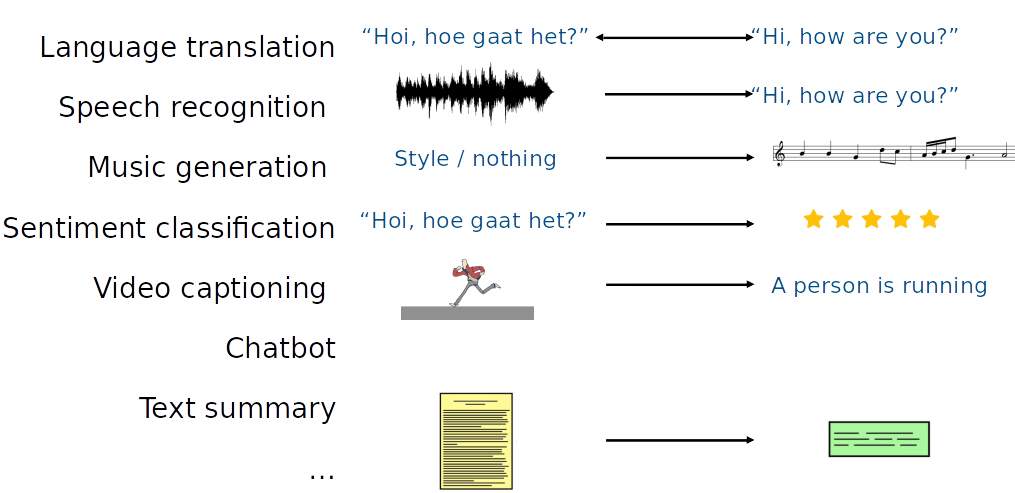 Language translation “Hoi, hoe gaat het?” “Hi, how are you?”
Speech recognition “Hi, how are you?”
Music generation Style / nothing
Sentiment classification “Hoi, hoe gaat het?”
Video captioning A person is running
Chatbot
Text summary
...